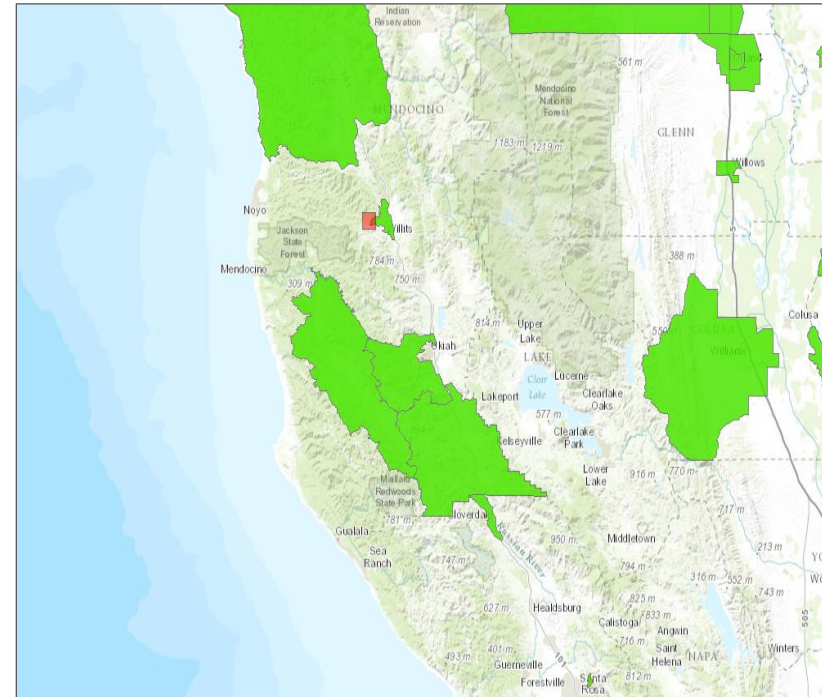 Indian
Reservation
MENDOCINO
561 m
Mendocino
National
Forest
GLENN
1183 m 1219 m
Willows
Noyo
Jackson
State
Forest
Willits
784 m
750 m
5
388 m
Mendocino
309 m
814 m
Upper
Lake
LAKE
Ukiah
COLUSA
Williams
Colusa
Clear
Lake
Lucerne
Lakeport
Clearlake
Oaks
577 m
Kelseyville
Clearlake
Park
Lower
Lake
916 m
770 m
Mailliard
Redwoods
State Park
781 m
Cloverdale
717 m
Gualala
Sea
Ranch
Russian River
950 m
Middletown
213 m
747 m
794 m
316 m
552 m
743 m
627 m
Healdsburg
825 m
833 m
Calistoga
Angwin
505
716 m
Saint
Helena
NAPA
Winters
101
493 m
401 m
Guerneville
Forestville
Santa
Rosa
812 m